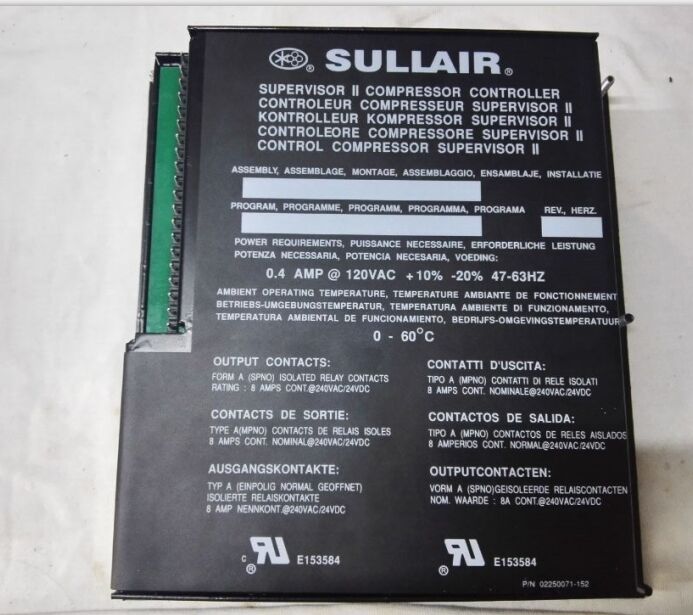 ® SULLAIR®
SUPERVISOR II COMPRESSOR CONTROLLER
CONTROLEUR COMPRESSEUR SUPERVISOR II
KONTROLLEUR KOMPRESSOR SUPERVISOR II
CONTROLEORE COMPRESSORE SUPERVISOR II
CONTROL COMPRESSOR SUPERVISOR II
ASSEMBLY, ASSEMBLAGE, MONTAGE, ASSEMBLAGGIO, ENSAMBLAJE, INSTALLATIE
PROGRAM, PROGRAMME, PROGRAMM, PROGRAMMA, PROGRAMA REV., HERZ.
POWER REQUIREMENTS, PUISSANCE NECESSAIRE, ERFORDERLICHE LEISTUNG
POTENZA NECESSARIA, POTENCIA NECESARIA, VOEDING:
0.4 AMP @ 120VAC +10% -20% 47-63HZ
AMBIENT OPERATING TEMPERATURE, TEMPERATURE AMBIANTE DE FONCTIONNEMENT
BETRIEBS-UMGEBUNGSTEMPERATUR, TEMPERATURA AMBIENTE DI FUNZIONAMENTO,
TEMPERATURA AMBIENTAL DE FUNCIONAMIENTO, BEDRIJFS-OMGEVINGSTEMPERATUUR
0 - 60°C
OUTPUT CONTACTS:
FORM A (SPNO) ISOLATED RELAY CONTACTS
RATING : 8 AMPS CONT.@240VAC/24VDC
CONTACTS DE SORTIE:
TYPE A(MPNO) CONTACTS DE RELAIS ISOLES
8 AMPS CONT. NOMINAL@240VAC/24VDC
AUSGANGSKONTAKTE:
TYP A (EINPOLIG NORMAL GEOFFNET)
ISOLIERTE RELAISKONTAKTE
8 AMP NENNKONT.@240VAC/24VDC
CONTATTI D'USCITA:
TIPO A (MPNO) CONTATTI DI RELE ISOLATI
8 AMPS CONT. NOMINALE@240VAC/24VDC
CONTACTOS DE SALIDA:
TIPO A (MPNO) CONTACTOS DE RELES AISLADOS
8 AMPERIOS CONT. NORMAL@240VAC/24VDC
OUTPUTCONTACTEN:
VORM A (SPNO)GEISOLEERDE RELAISCONTACTEN
NOM. WAARDE : 8A CONT.@240VAC/24VDC
C RU ® E153584
RU ® E153584
P/N 02250071-152